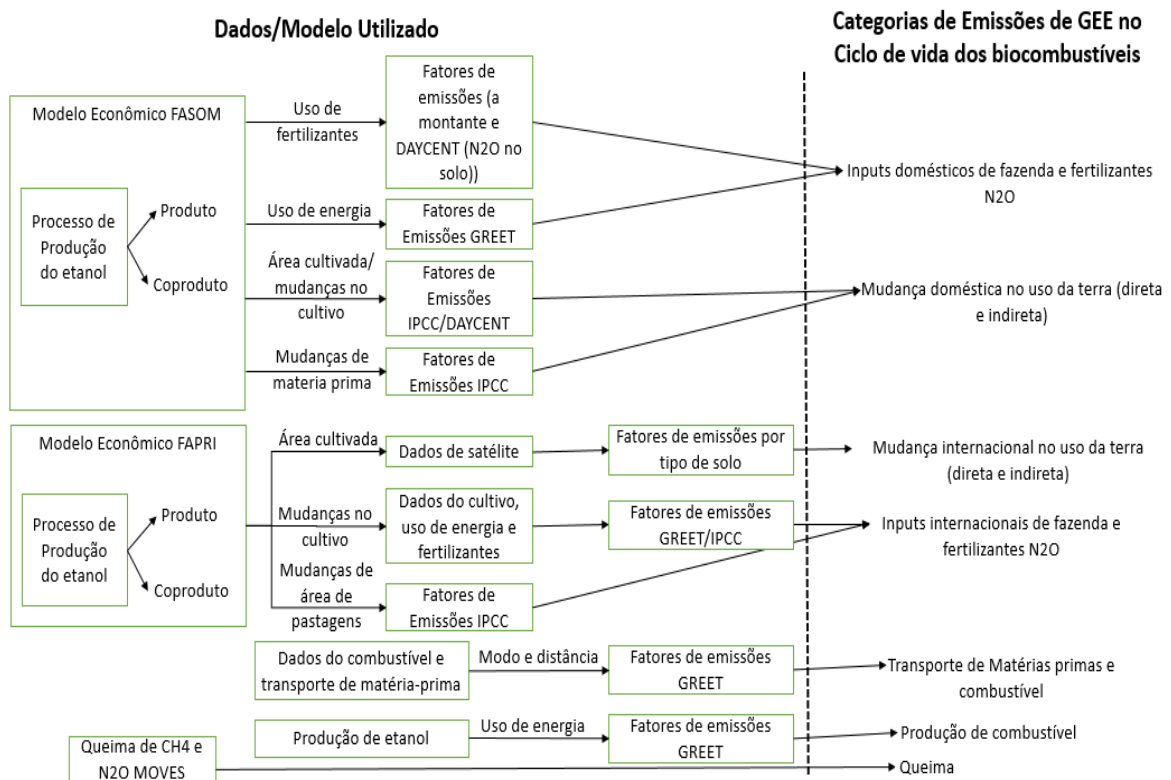 Dados/Modelo Utilizado
Categorias de Emissões de GEE no
Ciclo de vida dos biocombustíveis
Modelo Econômico FASOM
Processo de
Produção
do etanol
Produto
Coproduto
Uso de
fertilizantes
Fatores de
emissões (a
montante e
DAYCENT (N2O no
solo))
Inputs domésticos de fazenda e fertilizantes
N2O
Uso de energia
Fatores de
Emissões GREET
Área cultivada/
mudanças no
cultivo
Fatores de
Emissões
IPCC/DAYCENT
Mudança doméstica no uso da terra (direta
e indireta)
Mudanças de
materia prima
Fatores de
Emissões IPCC
Modelo Econômico FAPRI
Processo de
Produção
do etanol
Produto
Coproduto
Área cultivada
Dados de satélite
Fatores de emissões por
tipo de solo
Mudança internacional no uso da terra
(direta e indireta)
Mudanças no
cultivo
Dados do cultivo,
uso de energia e
fertilizantes
Fatores de emissões
GREET/IPCC
Inputs internacionais de fazenda e
fertilizantes N2O
Mudanças de
área de
pastagens
Fatores de
Emissões IPCC
Dados do combustível e
transporte de matéria-prima
Modo e distância
Fatores de emissões
GREET
Transporte de Matérias primas e
combustível
Produção de etanol
Uso de energia
Fatores de emissões
GREET
Produção de combustível
Queima de CH4 e
N2O MOVES
Queima